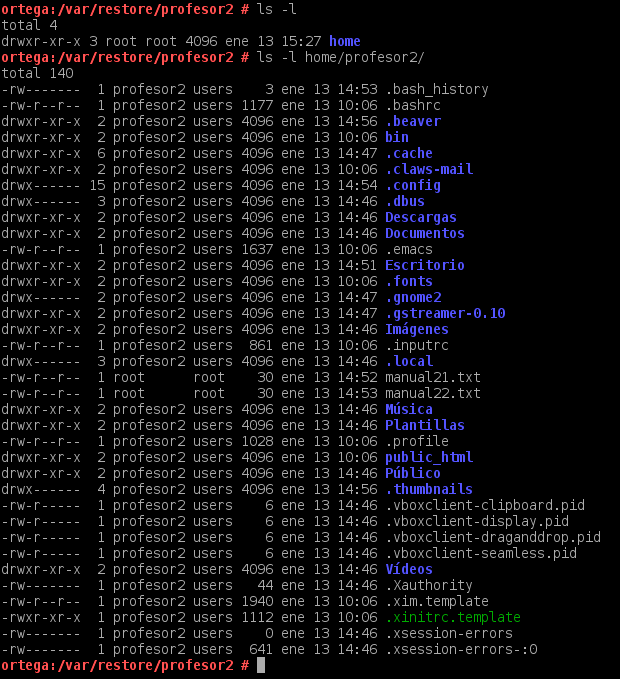 ortega:/var/restore/profesor2 # ls -l
total 4
drwxr-xr-x 3 root root 4096 ene 13 15:27 home
ortega:/var/restore/profesor2 # ls -l home/profesor2/
total 140
-rw-------  1 profesor2 users    3 ene 13 14:53 .bash_history
-rw-r--r--  1 profesor2 users 1177 ene 13 10:06 .bashrc
drwxr-xr-x  2 profesor2 users 4096 ene 13 14:56 .beaver
drwxr-xr-x  2 profesor2 users 4096 ene 13 10:06 bin
drwxr-xr-x  6 profesor2 users 4096 ene 13 14:47 .cache
drwxr-xr-x  2 profesor2 users 4096 ene 13 10:06 .claws-mail
drwx------ 15 profesor2 users 4096 ene 13 14:54 .config
drwx------  3 profesor2 users 4096 ene 13 14:46 .dbus
drwxr-xr-x  2 profesor2 users 4096 ene 13 14:46 Descargas
drwxr-xr-x  2 profesor2 users 4096 ene 13 14:46 Documentos
-rw-r--r--  1 profesor2 users 1637 ene 13 10:06 .emacs
drwxr-xr-x  2 profesor2 users 4096 ene 13 14:51 Escritorio
drwxr-xr-x  2 profesor2 users 4096 ene 13 10:06 .fonts
drwx------  2 profesor2 users 4096 ene 13 14:47 .gnome2
drwxr-xr-x  2 profesor2 users 4096 ene 13 14:47 .gstreamer-0.10
drwxr-xr-x  2 profesor2 users 4096 ene 13 14:46 Imágenes
-rw-r--r--  1 profesor2 users  861 ene 13 10:06 .inputrc
drwx------  3 profesor2 users 4096 ene 13 14:46 .local
-rw-r--r--  1 root      root    30 ene 13 14:52 manual21.txt
-rw-r--r--  1 root      root    30 ene 13 14:53 manual22.txt
drwxr-xr-x  2 profesor2 users 4096 ene 13 14:46 Música
drwxr-xr-x  2 profesor2 users 4096 ene 13 14:46 Plantillas
-rw-r--r--  1 profesor2 users 1028 ene 13 10:06 .profile
drwxr-xr-x  2 profesor2 users 4096 ene 13 10:06 public_html
drwxr-xr-x  2 profesor2 users 4096 ene 13 14:46 Público
drwx------  4 profesor2 users 4096 ene 13 14:56 .thumbnails
-rw-r-----  1 profesor2 users    6 ene 13 14:46 .vboxclient-clipboard.pid
-rw-r-----  1 profesor2 users    6 ene 13 14:46 .vboxclient-display.pid
-rw-r-----  1 profesor2 users    6 ene 13 14:46 .vboxclient-draganddrop.pid
-rw-r-----  1 profesor2 users    6 ene 13 14:46 .vboxclient-seamless.pid
drwxr-xr-x  2 profesor2 users 4096 ene 13 14:46 Vídeos
-rw-------  1 profesor2 users   44 ene 13 14:46 .Xauthority
-rw-r--r--  1 profesor2 users 1940 ene 13 10:06 .xim.template
-rwxr-xr-x  1 profesor2 users 1112 ene 13 10:06 .xinitrc.template
-rw-------  1 profesor2 users    0 ene 13 14:46 .xsession-errors
-rw-------  1 profesor2 users  641 ene 13 14:46 .xsession-errors-:0
ortega:/var/restore/profesor2 #